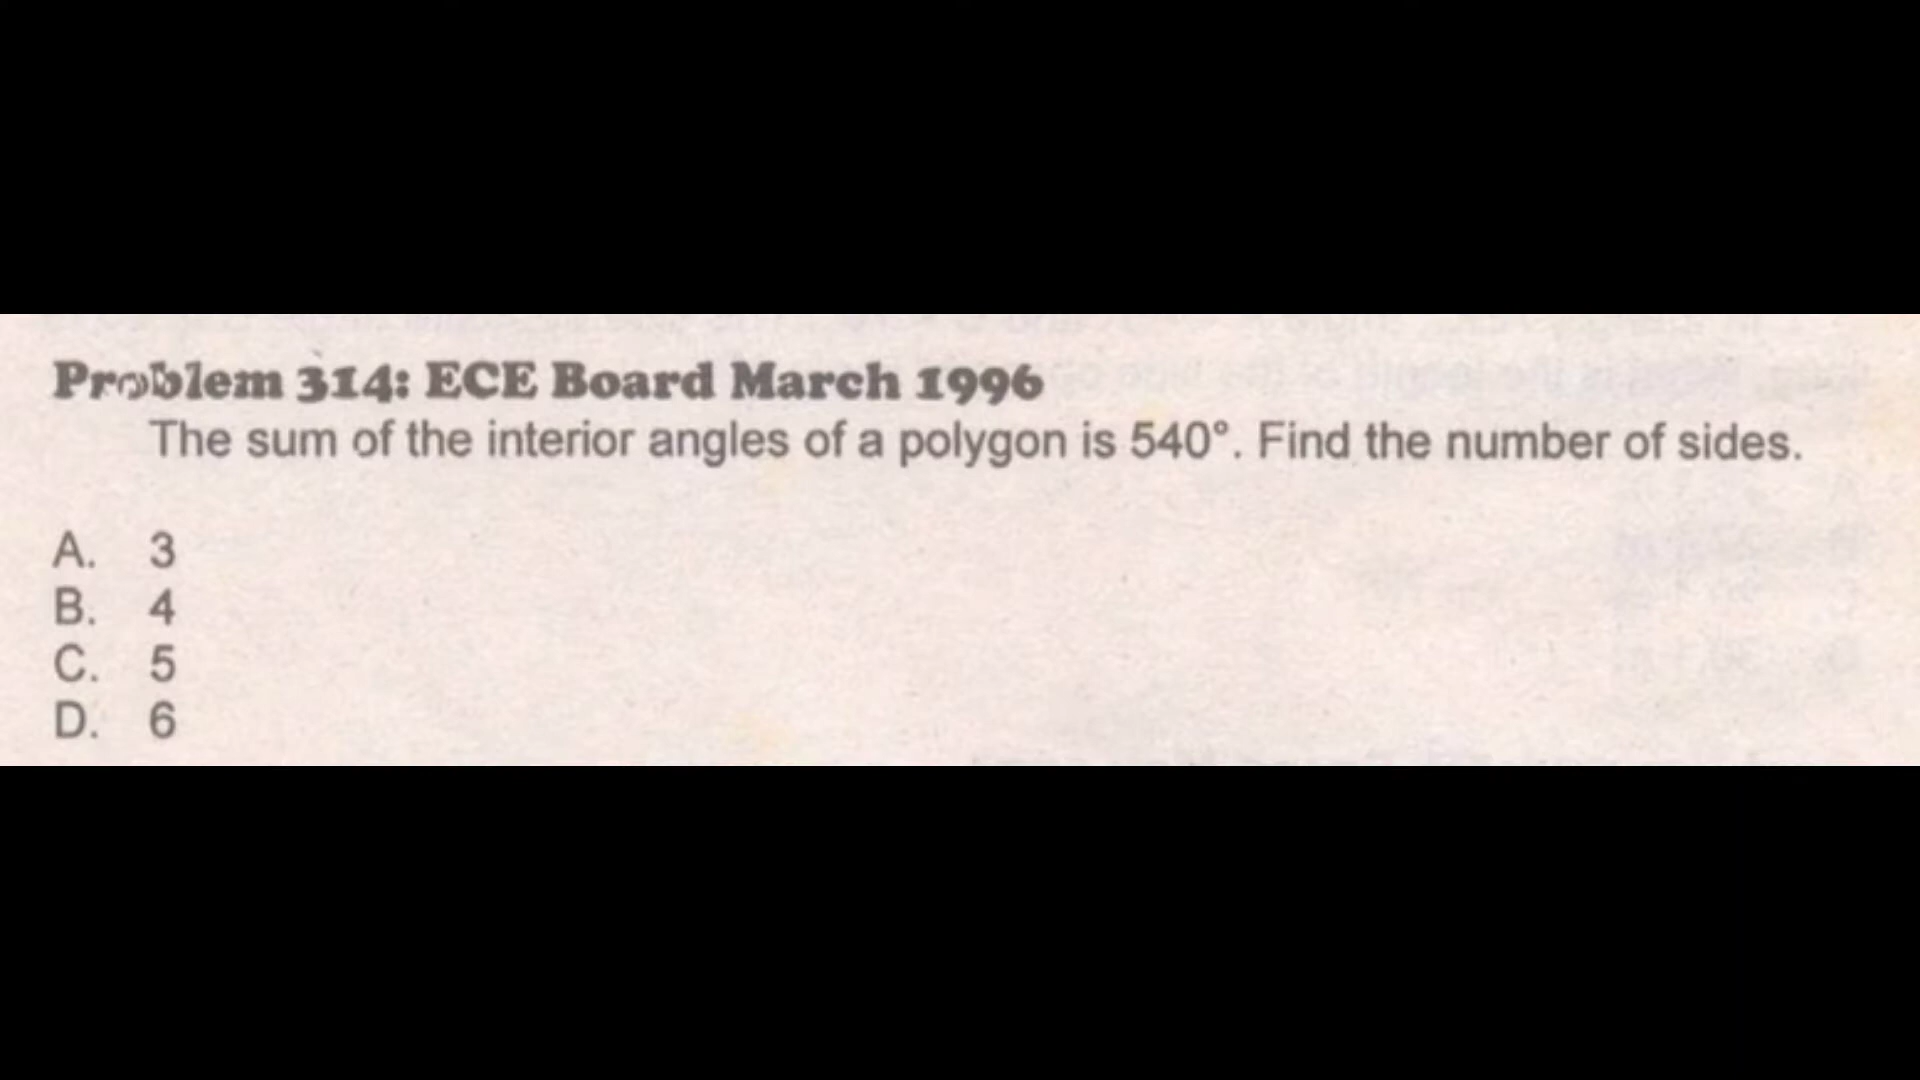 Problem 314: ECE Board March 1996
The sum of the interior angles of a polygon is 540°. Find the number of sides.
A. 3
B. 4
C. 5
D. 6